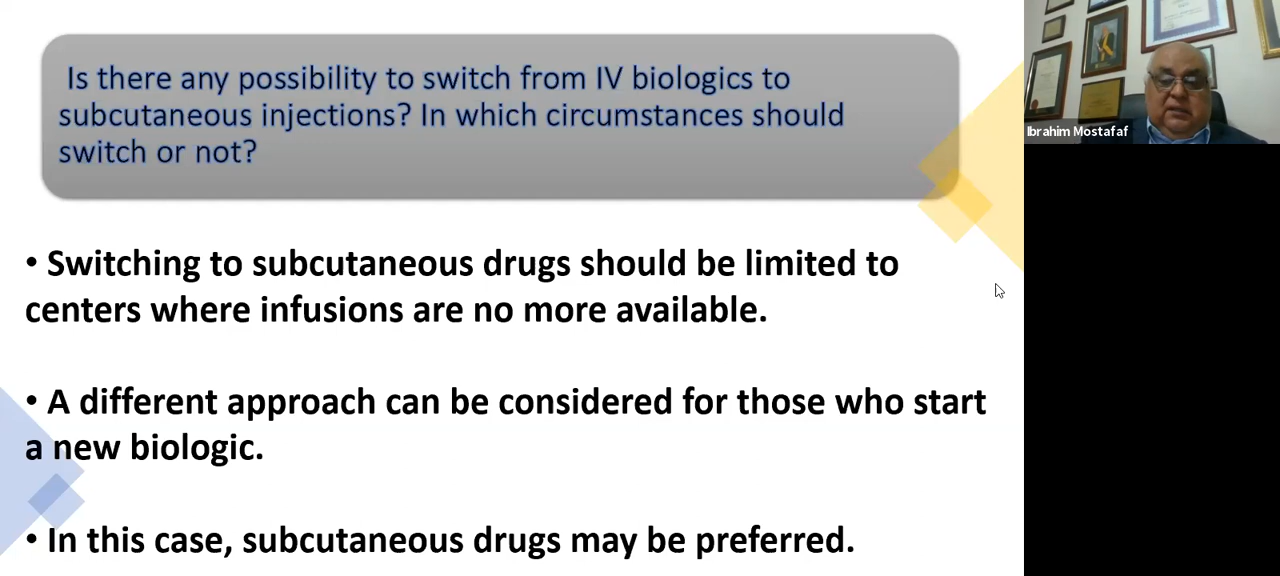 Is there any possibility to switch from IV biologics to
subcutaneous injections? In which circumstances should
switch or not?
Ibrahim Mostafaf
• Switching to subcutaneous drugs should be limited to
centers where infusions are no more available.
• A different approach can be considered for those who start
a new biologic.
• In this case, subcutaneous drugs may be preferred.